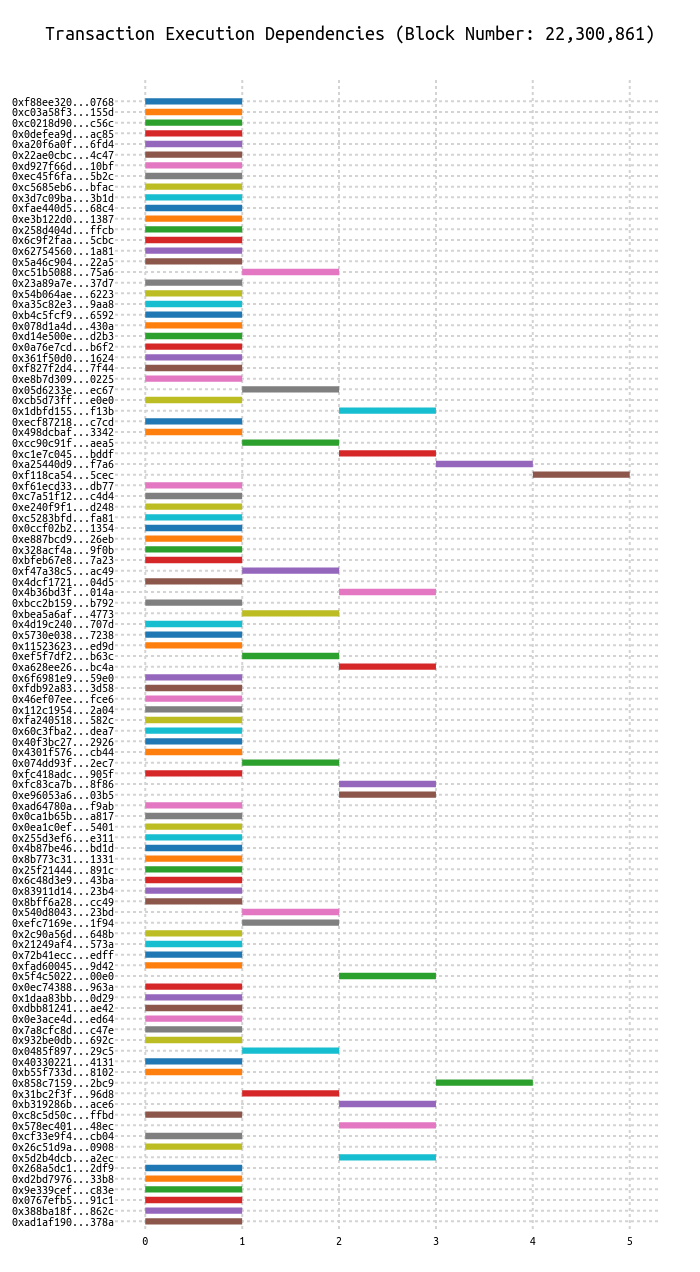 Transaction Execution Dependencies (Block Number: 22,300,861)
0xf88ee320...0768
0xc03a58f3...155d
0xc0218d90...c56c
0x0defea9d...ac85
0xa20f6a0f...6fd4
0x22ae0cbc...4c47
0xd927f66d...10bf
0xec45f6fa...5b2c
0xc5685eb6...bfac
0x3d7c09ba...3b1d
0xfae440d5...68c4
0xe3b122d0...1387
0x258d404d...ffcb
0x6c9f2faa...5cbc
0x62754560...1a81
0x5a46c904...22a5
0xc51b5088...75a6
0x23a89a7e...37d7
0x54b064ae...6223
0xa35c82e3...9aa8
0xb4c5fcf9...6592
0x078d1a4d...430a
0xd14e500e...d2b3
0x0a76e7cd...b6f2
0x361f50d0...1624
0xf827f2d4...7f44
0xe8b7d309...0225
0x05d6233e...ec67
0xcb5d73ff...e0e0
0x1dbfd155...f13b
0xecf87218...c7cd
0x498dcbaf...3342
0xcc90c91f...aea5
0xc1e7c045...bddf
0xa25440d9...f7a6
0xf118ca54...5cec
0xf61ecd33...db77
0xc7a51f12...c4d4
0xe240f9f1...d248
0xc5283bfd...fa81
0x0ccf02b2...1354
0xe887bcd9...26eb
0x328acf4a...9f0b
0xbfeb67e8...7a23
0xf47a38c5...ac49
0x4dcf1721...04d5
0x4b36bd3f...014a
0xbcc2b159...b792
0xbea5a6af...4773
0x4d19c240...707d
0x5730e038...7238
0x11523623...ed9d
0xef5f7df2...b63c
0xa628ee26...bc4a
0x6f6981e9...59e0
0xfdb92a83...3d58
0x46ef07ee...fce6
0x112c1954...2a04
0xfa240518...582c
0x60c3fba2...dea7
0x40f3bc27...2926
0x4301f576...cb44
0x074dd93f...2ec7
0xfc418adc...905f
0xfc83ca7b...8f86
0xe96053a6...03b5
0xad64780a...f9ab
0x0ca1b65b...a817
0x0ea1c0ef...5401
0x255d3ef6...e311
0x4b87be46...bd1d
0x8b773c31...1331
0x25f21444...891c
0x6c48d3e9...43ba
0x83911d14...23b4
0x8bff6a28...cc49
0x540d8043...23bd
0xefc7169e...1f94
0x2c90a56d...648b
0x21249af4...573a
0x72b41ecc...edff
0xfad60045...9d42
0x5f4c5022...00e0
0x0ec74388...963a
0x1daa83bb...0d29
0xdbb81241...ae42
0x0e3ace4d...ed64
0x7a8cfc8d...c47e
0x932be0db...692c
0x0485f897...29c5
0x40330221...4131
0xb55f733d...8102
0x858c7159...2bc9
0x31bc2f3f...96d8
0xb319286b...ace6
0xc8c5d50c...ffbd
0x578ec401...48ec
0xcf33e9f4...cb04
0x26c51d9a...0908
0x5d2b4dcb...a2ec
0x268a5dc1...2df9
0xd2bd7976...33b8
0x9e339cef...c83e
0x0767efb5...91c1
0x388ba18f...862c
0xad1af190...378a
0 1 2 3 4 5